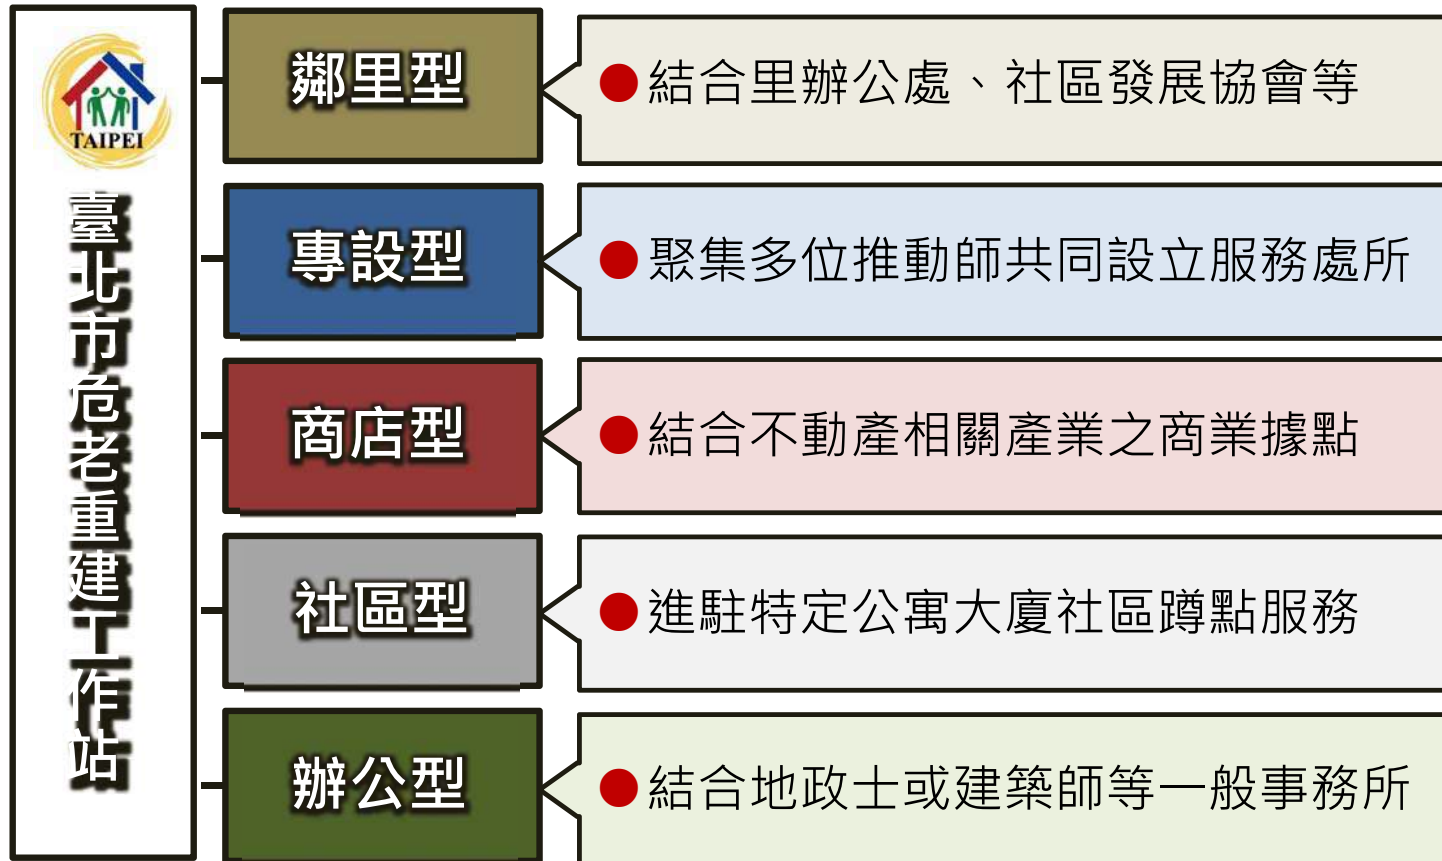 TAIPEI
臺北市危老重建工作站
鄰里型
●結合里辦公處、社區發展協會等
專設型
●聚集多位推動師共同設立服務處所
商店型
●結合不動產相關產業之商業據點
社區型
●進駐特定公寓大廈社區蹲點服務
辦公型
●結合地政士或建築師等一般事務所